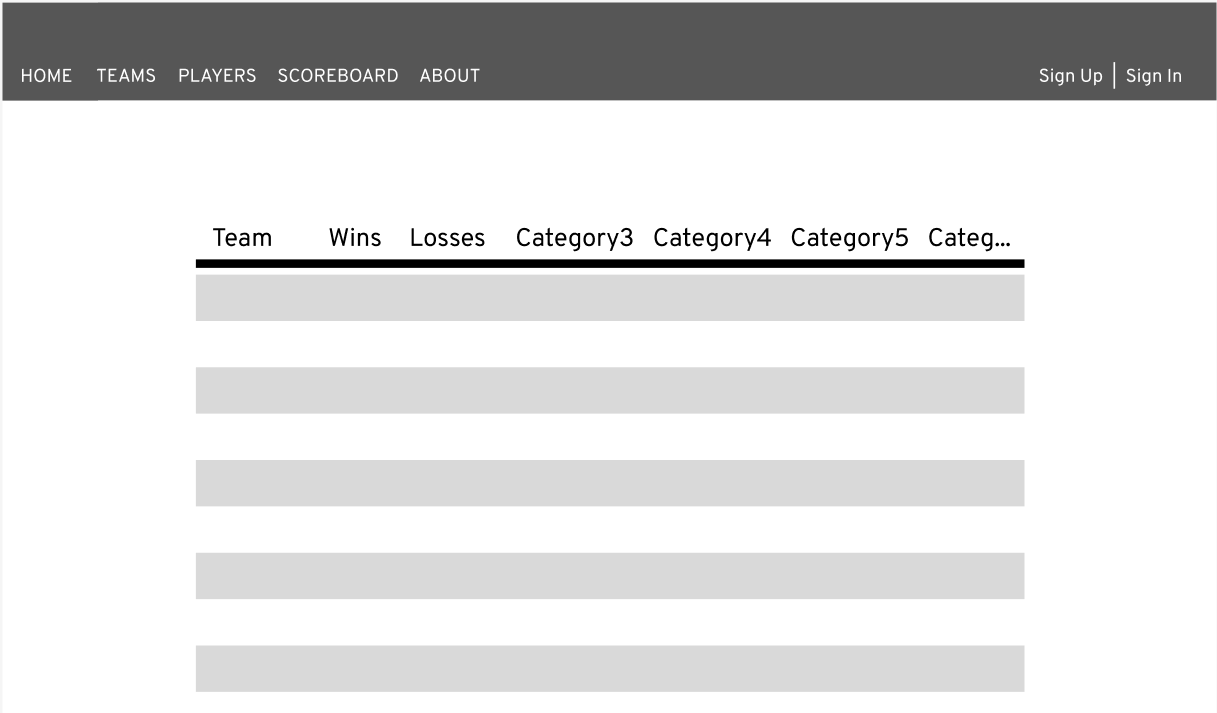 HOME TEAMS PLAYERS SCOREBOARD ABOUT Sign Up | Sign In
Team Wins Losses Category3 Category4 Category5 Categ...